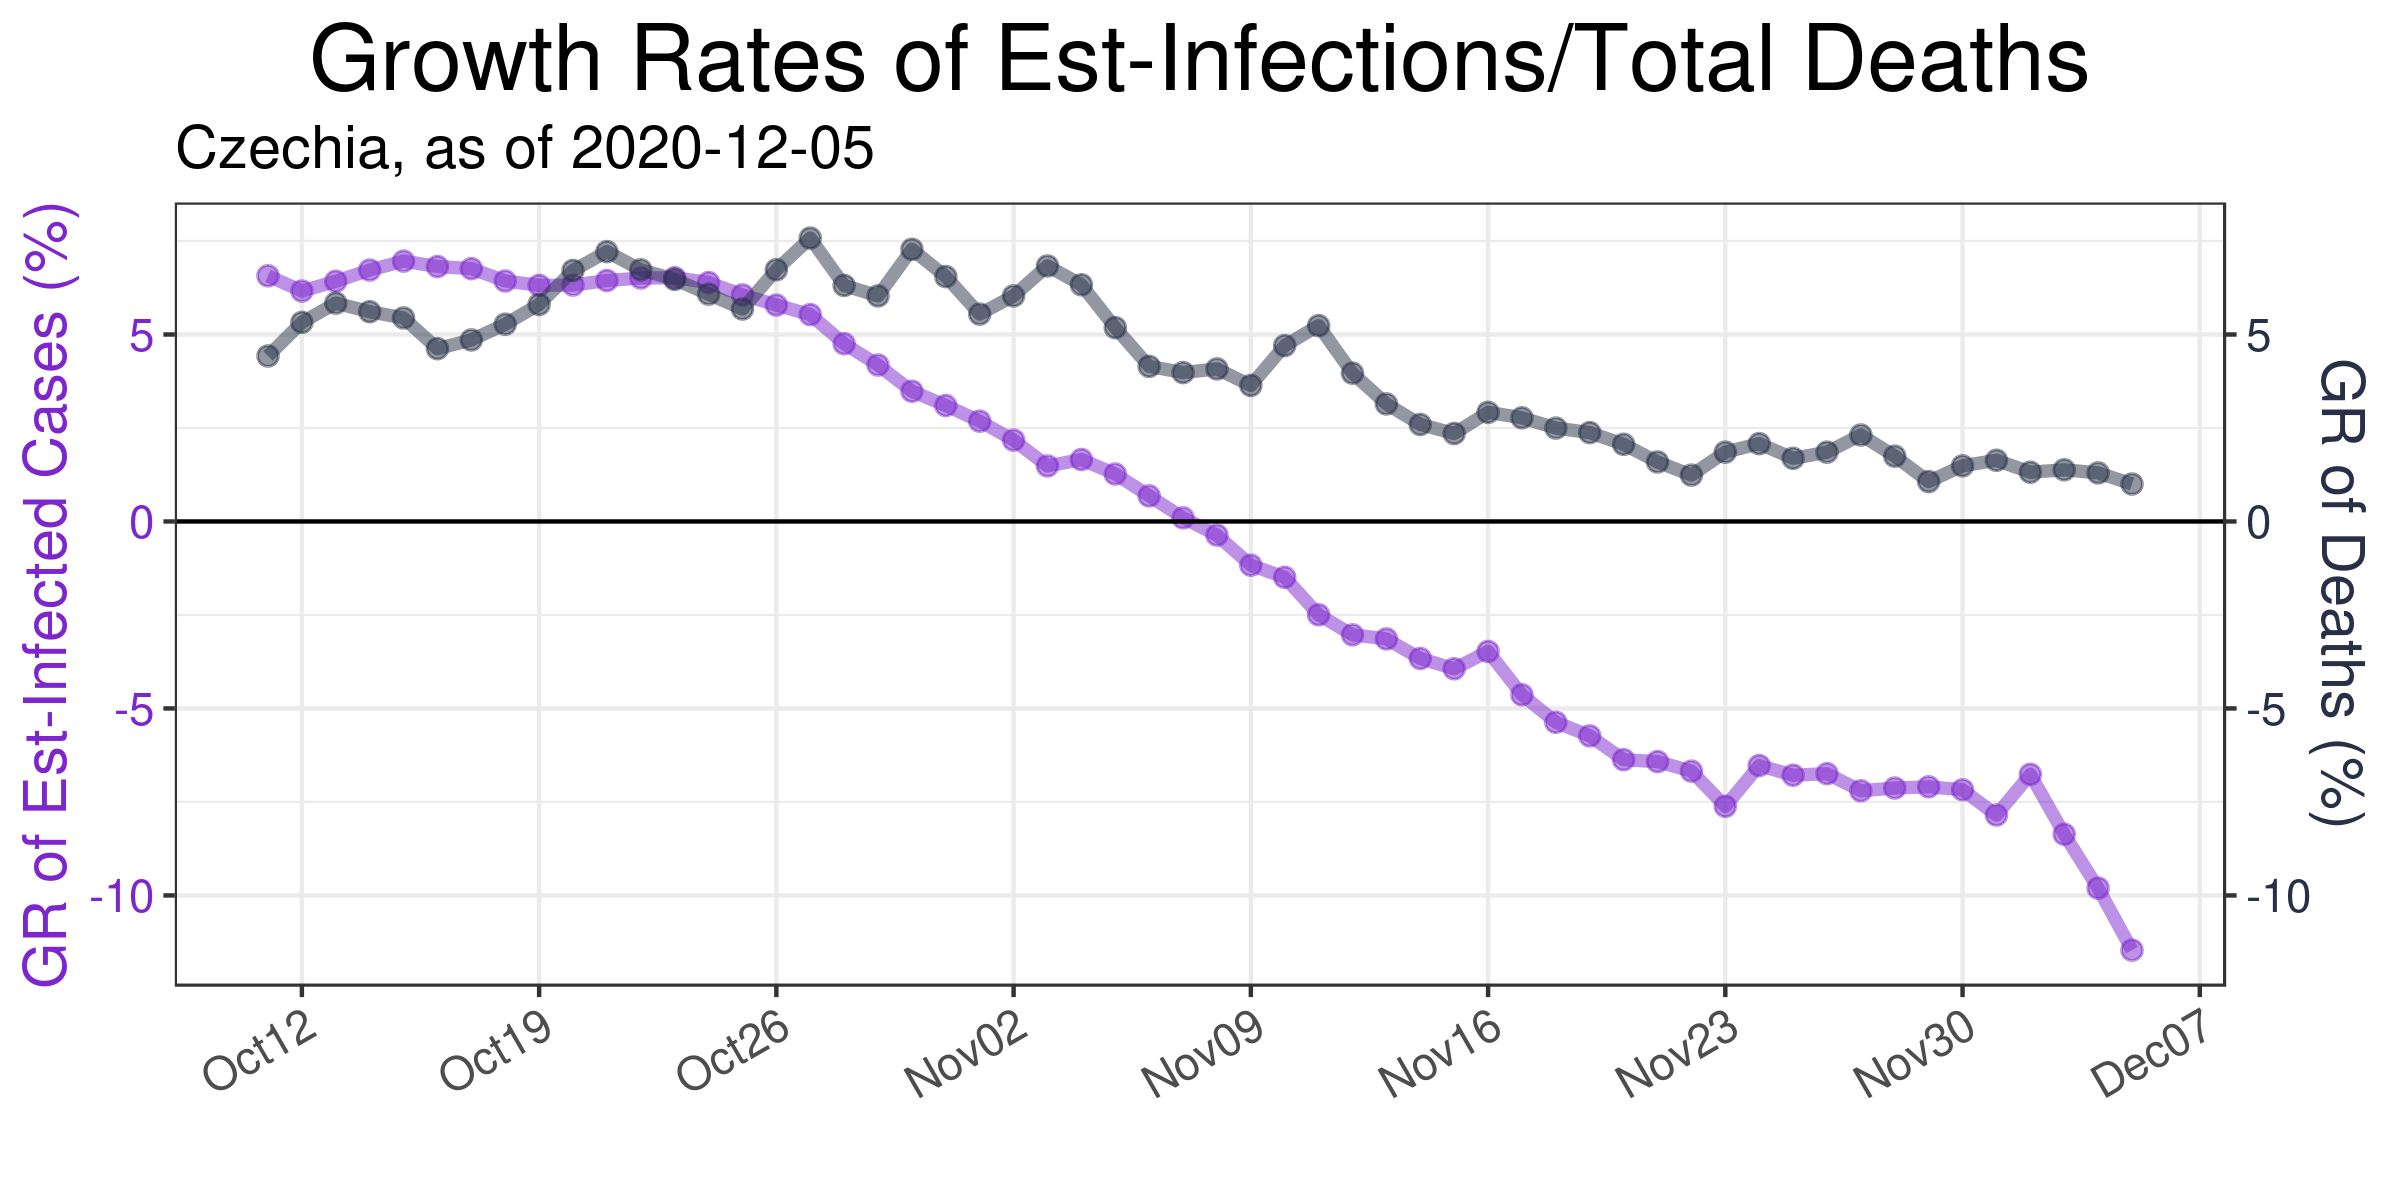 Growth Rates of Est-Infections/Total Deaths
Czechia, as of 2020-12-05
GR of Est-Infected Cases (%)
5
0
-5
-10
5
0
-5
-10
GR of Deaths (%)
Oct12
Oct19
Oct26
Nov02
Nov09
Nov16
Nov23
Nov30
Dec07